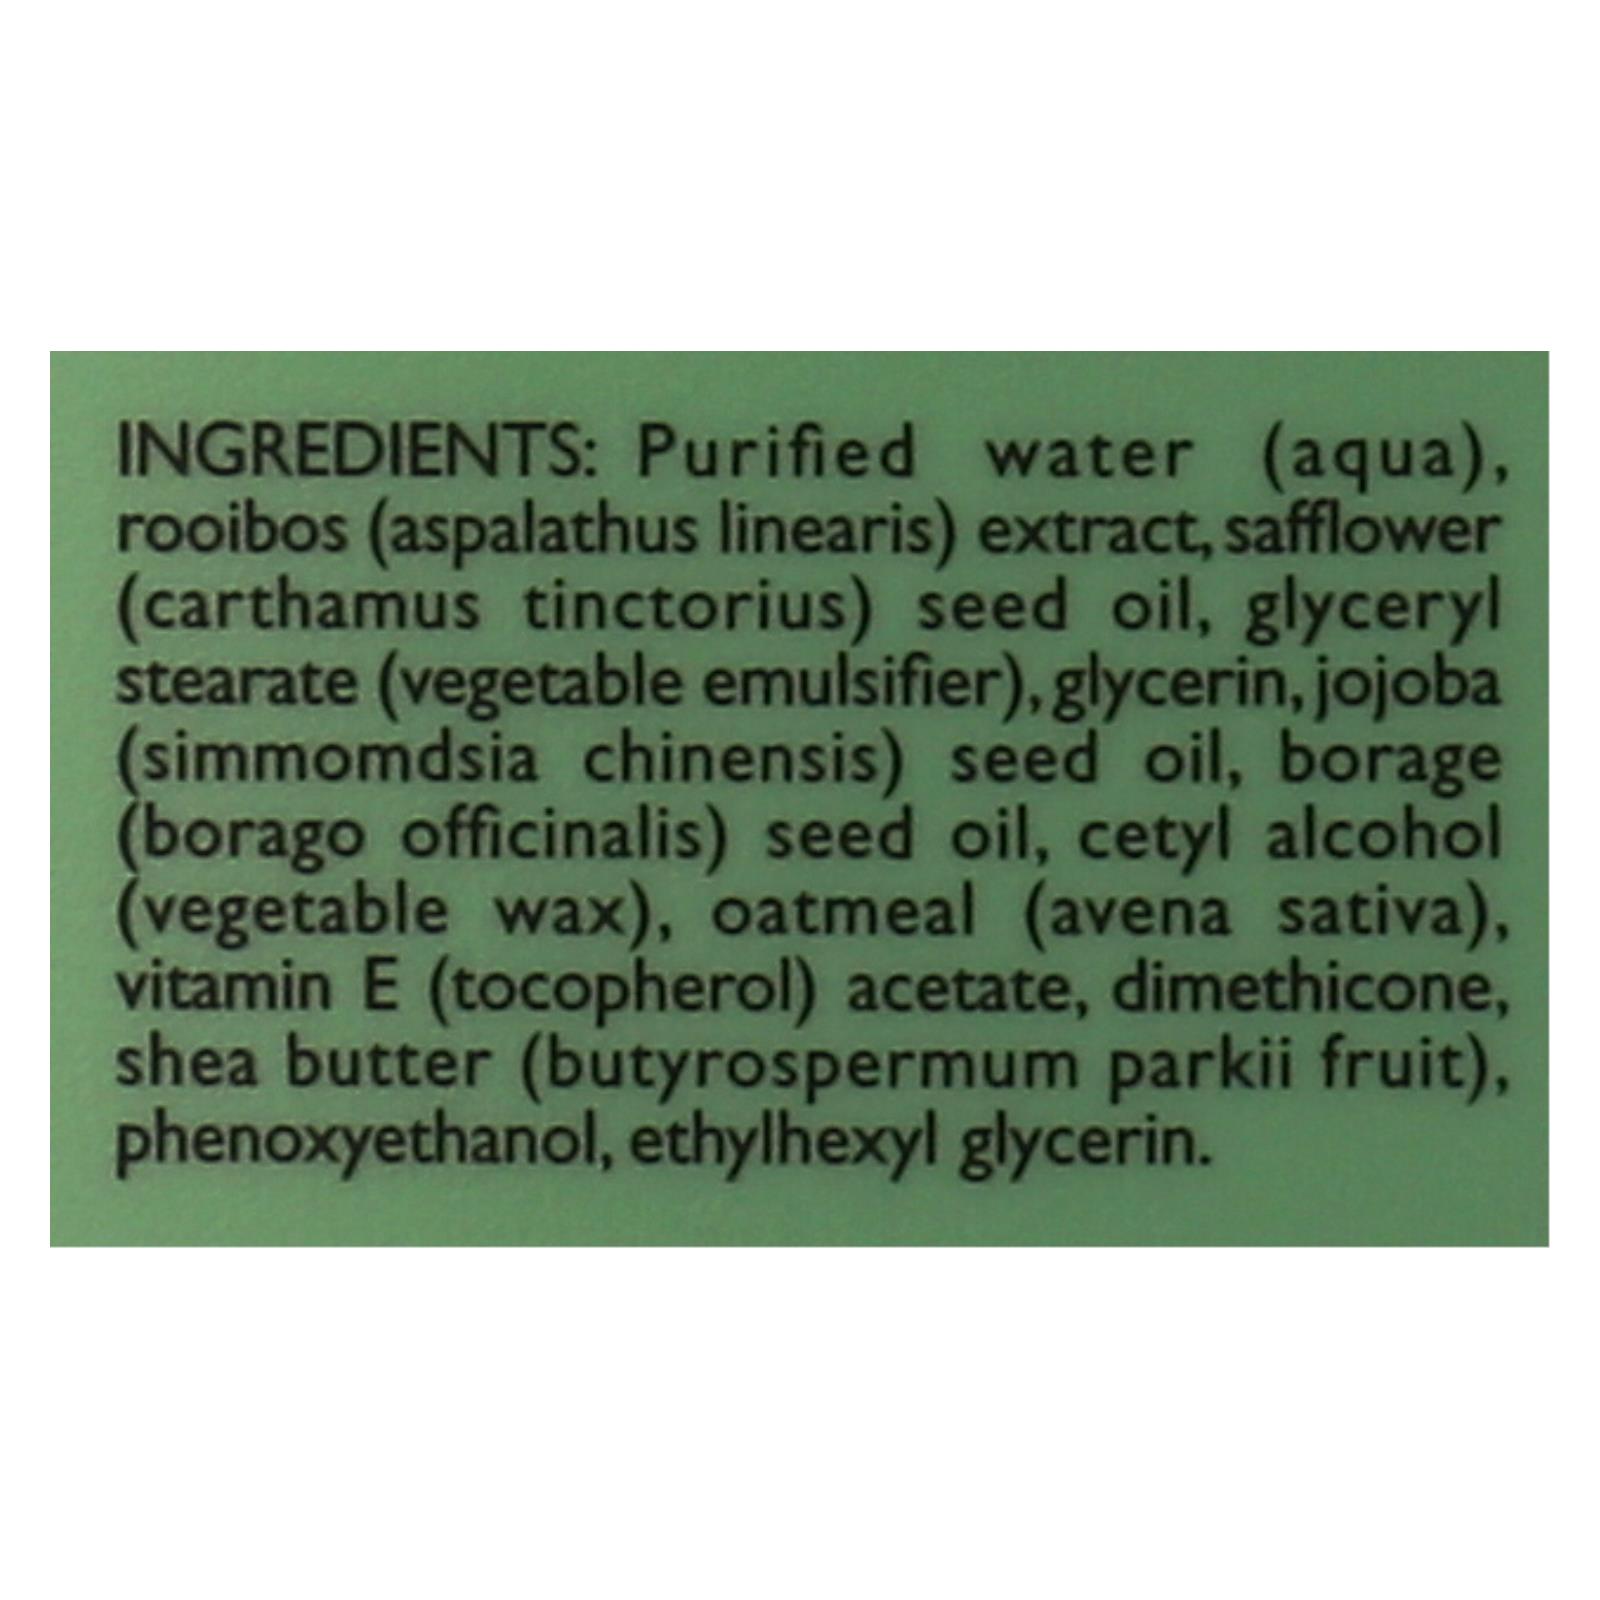 INGREDIENTS: Purified water (aqua),
rooibos (aspalathus linearis) extract, safflower
(carthamus tinctorius) seed oil, glyceryl
stearate (vegetable emulsifier), glycerin, jojoba
(simmomdsia chinensis) seed oil, borage
(borago officinalis) seed oil, cetyl alcohol
(vegetable wax), oatmeal (avena sativa),
vitamin E (tocopherol) acetate, dimethicone,
shea butter (butyrospermum parkii fruit),
phenoxyethanol, ethylhexyl glycerin.